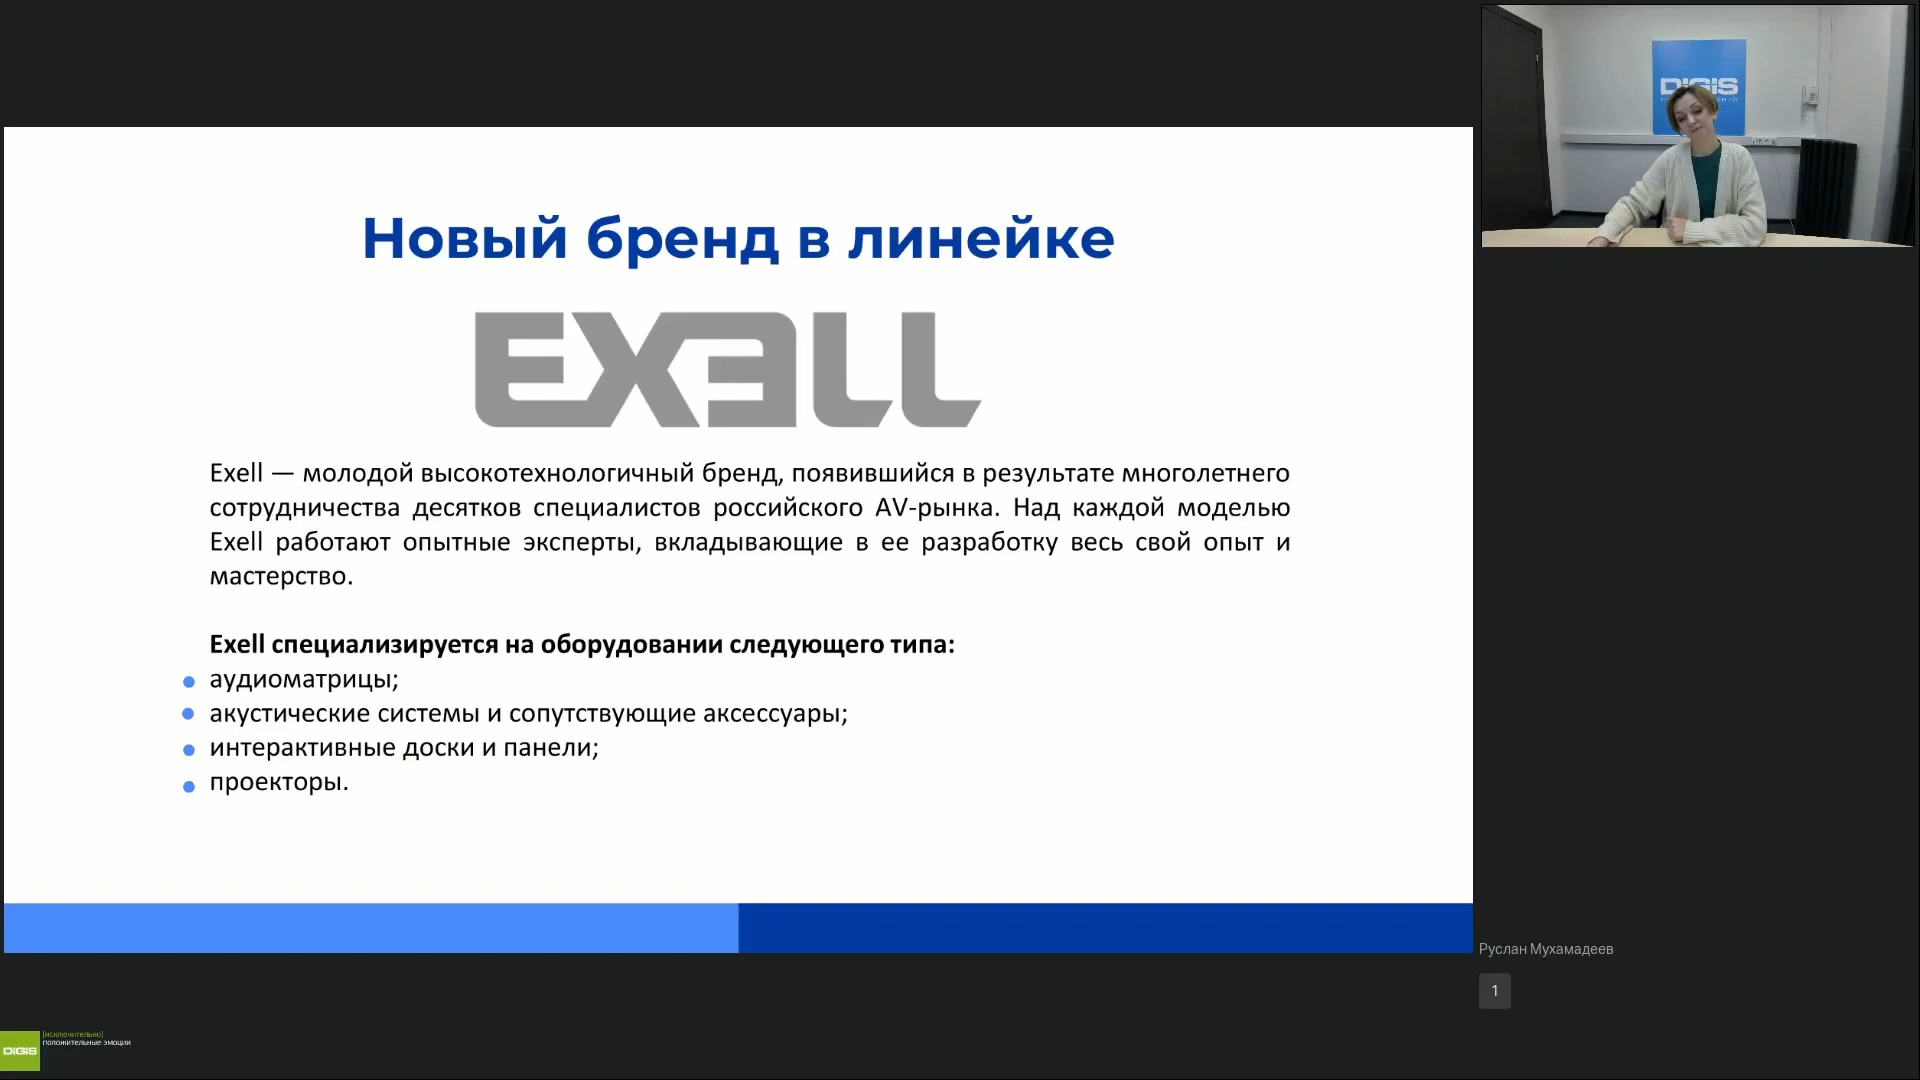 Новый бренд в линейке
EXELL
Exell — молодой высокотехнологичный бренд, появившийся в результате многолетнего
сотрудничества десятков специалистов российского AV-рынка. Над каждой моделью
Exell работают опытные эксперты, вкладывающие в ее разработку весь свой опыт и
мастерство.
Exell специализируется на оборудовании следующего типа:
аудиоматрицы;
акустические системы и сопутствующие аксессуары;
интерактивные доски и панели;
проекторы.
DIGIS
Руслан Мухамадеев
1
DIGIS
[исключительно]
положительные эмоции